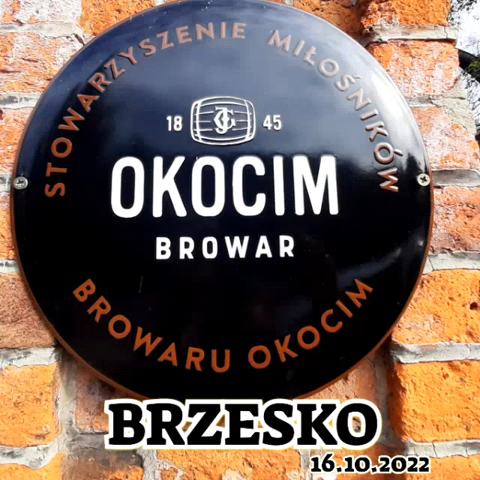 STOWARZYSZENIE MIŁOŚNIKÓW
18 45
OKOCIM
BROWAR
BROWARU OKOCIM
BRZESKO
16.10.2022